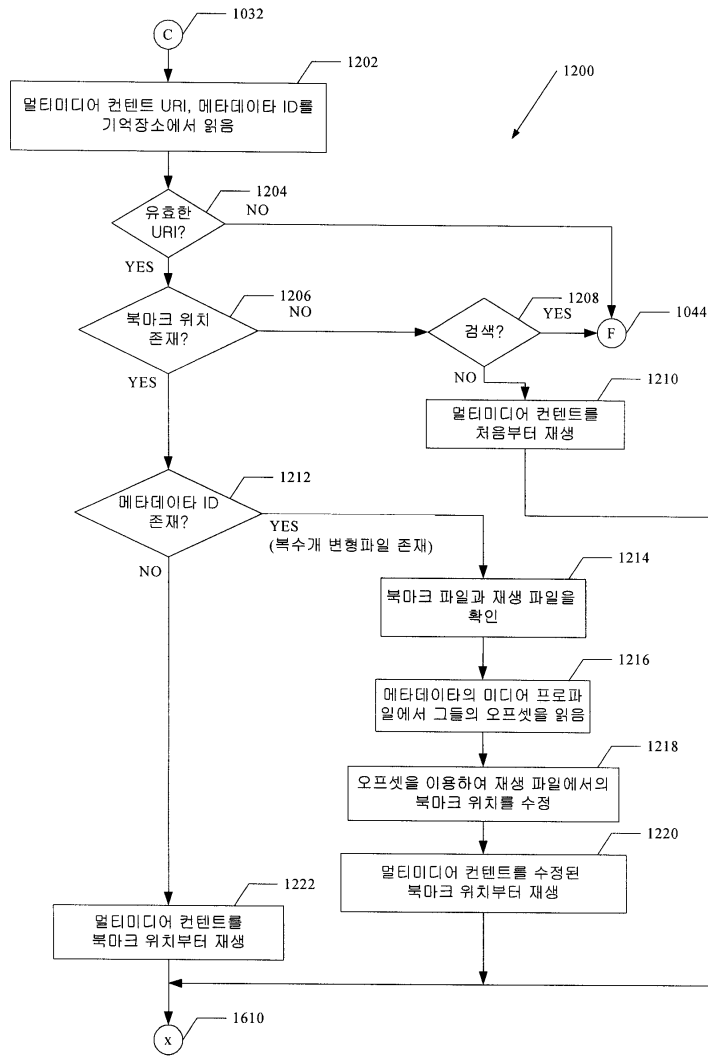 C
1032
1202
1200
멀티미디어 컨텐트 URI, 메타데이타 ID를
기억장소에서 읽음
1204
유효한
URI?
NO
YES
1206
북마크 위치
존재?
NO
1208
검색?
YES
F
1044
YES
NO
1210
멀티미디어 컨텐트를
처음부터 재생
1212
메타데이타 ID
존재?
YES
(복수개 변형파일 존재)
NO
1214
북마크 파일과 재생 파일을
확인
1216
메타데이타의 미디어 프로파
일에서 그들의 오프셋을 읽음
1218
오프셋을 이용하여 재생 파일에서의
북마크 위치를 수정
1220
멀티미디어 컨텐트를 수정된
북마크 위치부터 재생
1222
멀티미디어 컨텐트를
북마크 위치부터 재생
x
1610